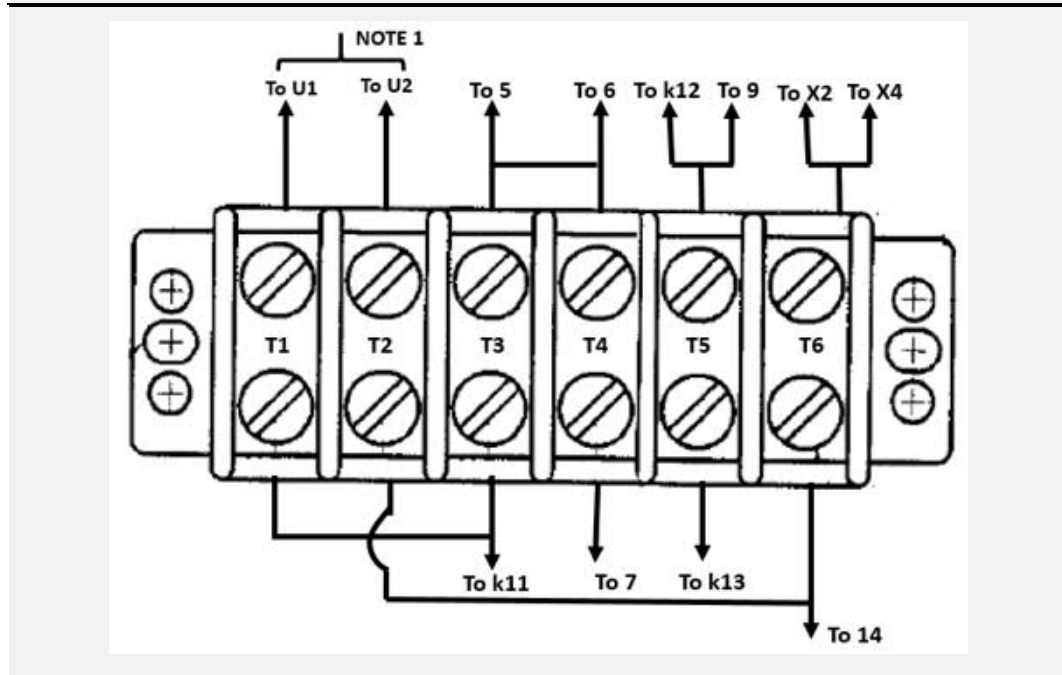 NOTE 1
To U1 To U2 To 5 To 6 To k12 To 9 To X2 To X4
T1 T2 T3 T4 T5 T6
To k11 To 7 To k13
To 14